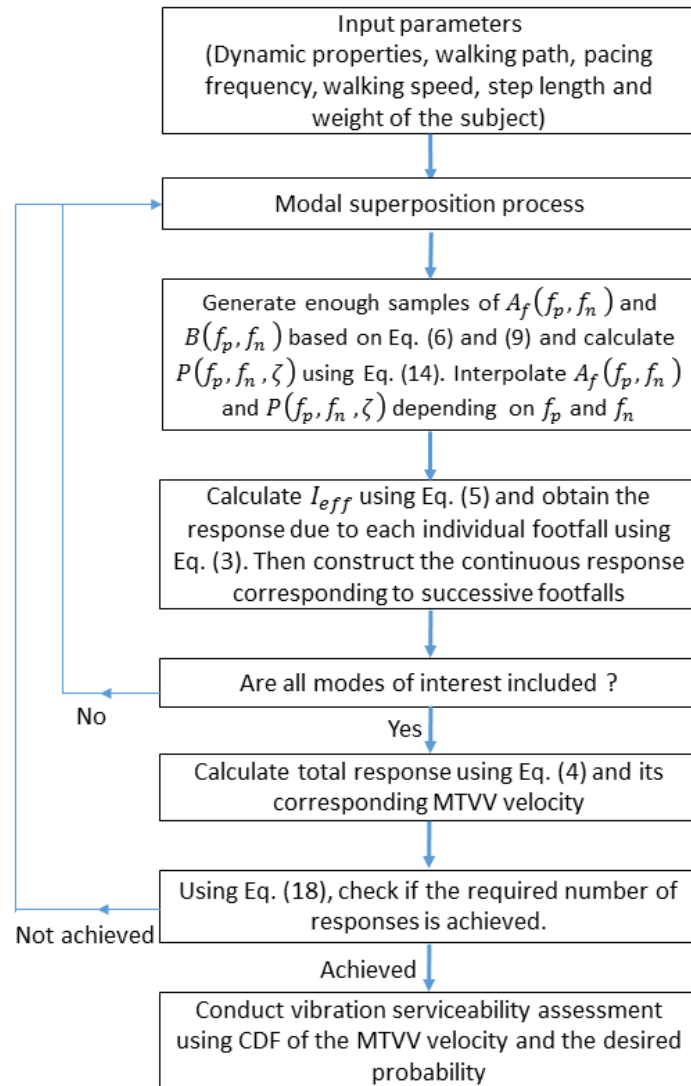 Input parameters
(Dynamic properties, walking path, pacing
frequency, walking speed, step length and
weight of the subject)
Modal superposition process
Generate enough samples of A_f(f_p, f_n) and
B(f_p, f_n) based on Eq. (6) and (9) and calculate
P(f_p, f_n, ζ) using Eq. (14). Interpolate A_f(f_p, f_n)
and P(f_p, f_n, ζ) depending on f_p and f_n
Calculate I_eff using Eq. (5) and obtain the
response due to each individual footfall using
Eq. (3). Then construct the continuous response
corresponding to successive footfalls
Are all modes of interest included ?
No
Yes
Calculate total response using Eq. (4) and its
corresponding MTVV velocity
Using Eq. (18), check if the required number of
responses is achieved.
Not achieved
Achieved
Conduct vibration serviceability assessment
using CDF of the MTVV velocity and the desired
probability